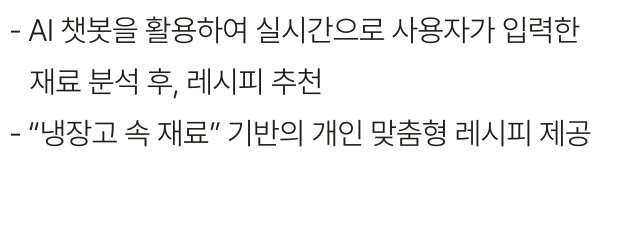 - AI 챗봇을 활용하여 실시간으로 사용자가 입력한
재료 분석 후, 레시피 추천
- “냉장고 속 재료” 기반의 개인 맞춤형 레시피 제공